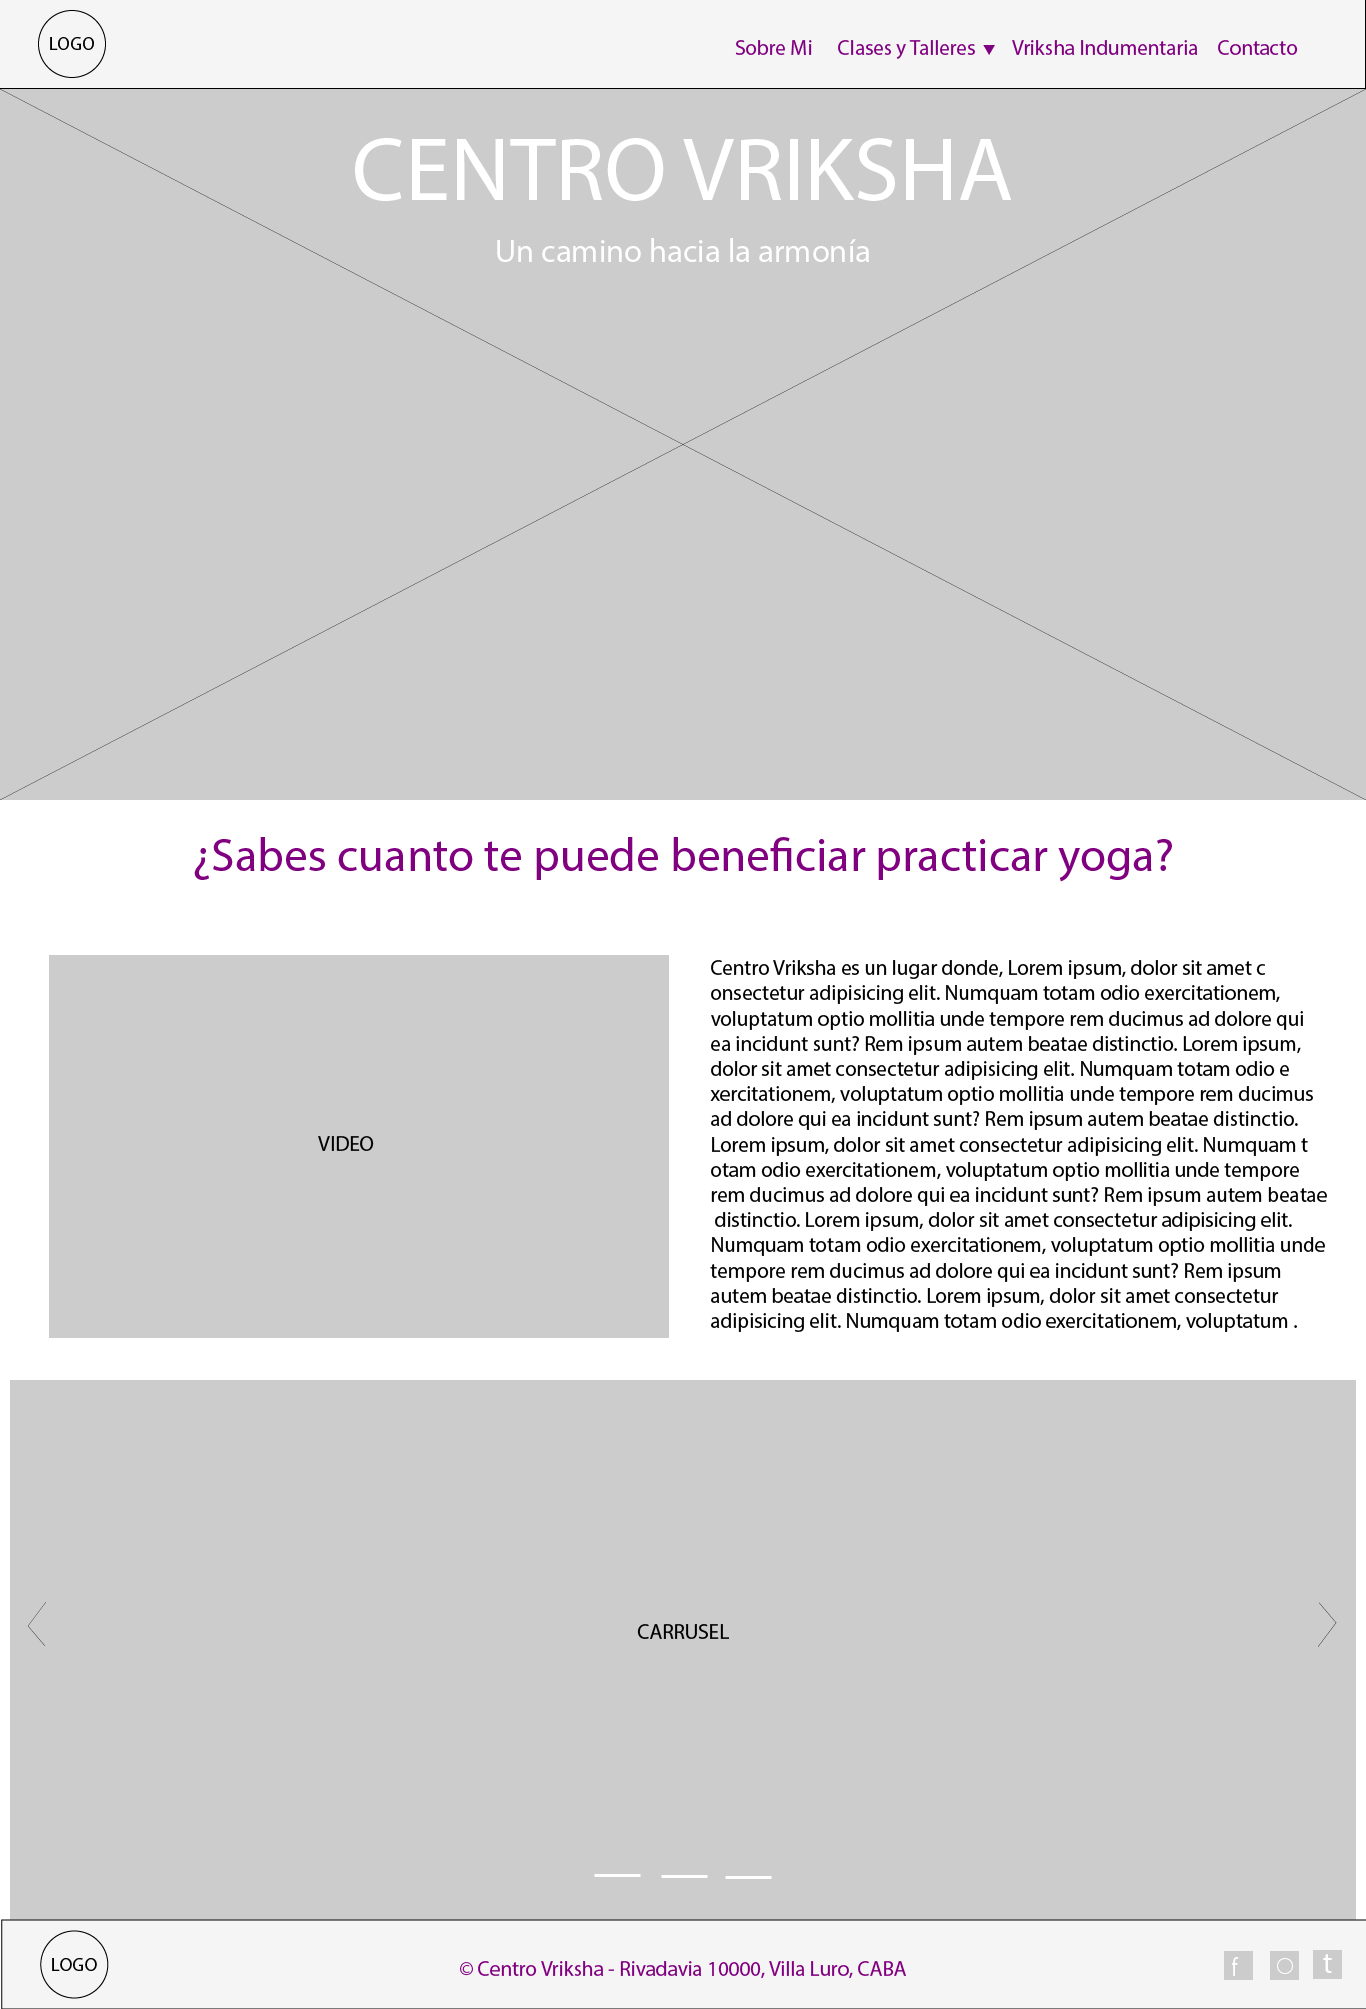 LOGO
Sobre Mi Clases y Talleres ▼ Vriksha Indumentaria Contacto
CENTRO VRIKSHA
Un camino hacia la armonía
¿Sabes cuanto te puede beneficiar practicar yoga?
VIDEO
Centro Vriksha es un lugar donde, Lorem ipsum, dolor sit amet c
onsectetur adipisicing elit. Numquam totam odio exercitationem,
voluptatum optio mollitia unde tempore rem ducimus ad dolore qui
ea incidunt sunt? Rem ipsum autem beatae distinctio. Lorem ipsum,
dolor sit amet consectetur adipisicing elit. Numquam totam odio e
xercitationem, voluptatum optio mollitia unde tempore rem ducimus
ad dolore qui ea incidunt sunt? Rem ipsum autem beatae distinctio.
Lorem ipsum, dolor sit amet consectetur adipisicing elit. Numquam t
otam odio exercitationem, voluptatum optio mollitia unde tempore
rem ducimus ad dolore qui ea incidunt sunt? Rem ipsum autem beatae
distinctio. Lorem ipsum, dolor sit amet consectetur adipisicing elit.
Numquam totam odio exercitationem, voluptatum optio mollitia unde
tempore rem ducimus ad dolore qui ea incidunt sunt? Rem ipsum
autem beatae distinctio. Lorem ipsum, dolor sit amet consectetur
adipisicing elit. Numquam totam odio exercitationem, voluptatum .
CARRUSEL
LOGO
© Centro Vriksha - Rivadavia 10000, Villa Luro, CABA
f t